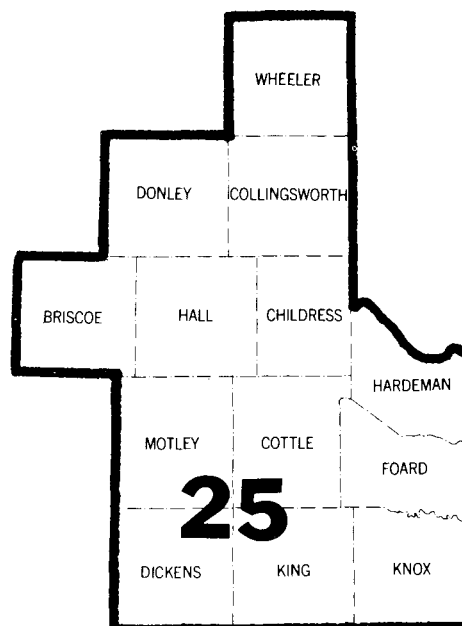 WHEELER
DONLEY COLLINGSWORTH
BRISCOE HALL CHILDRESS
HARDEMAN
MOTLEY COTTLE
FOARD
25
DICKENS KING KNOX